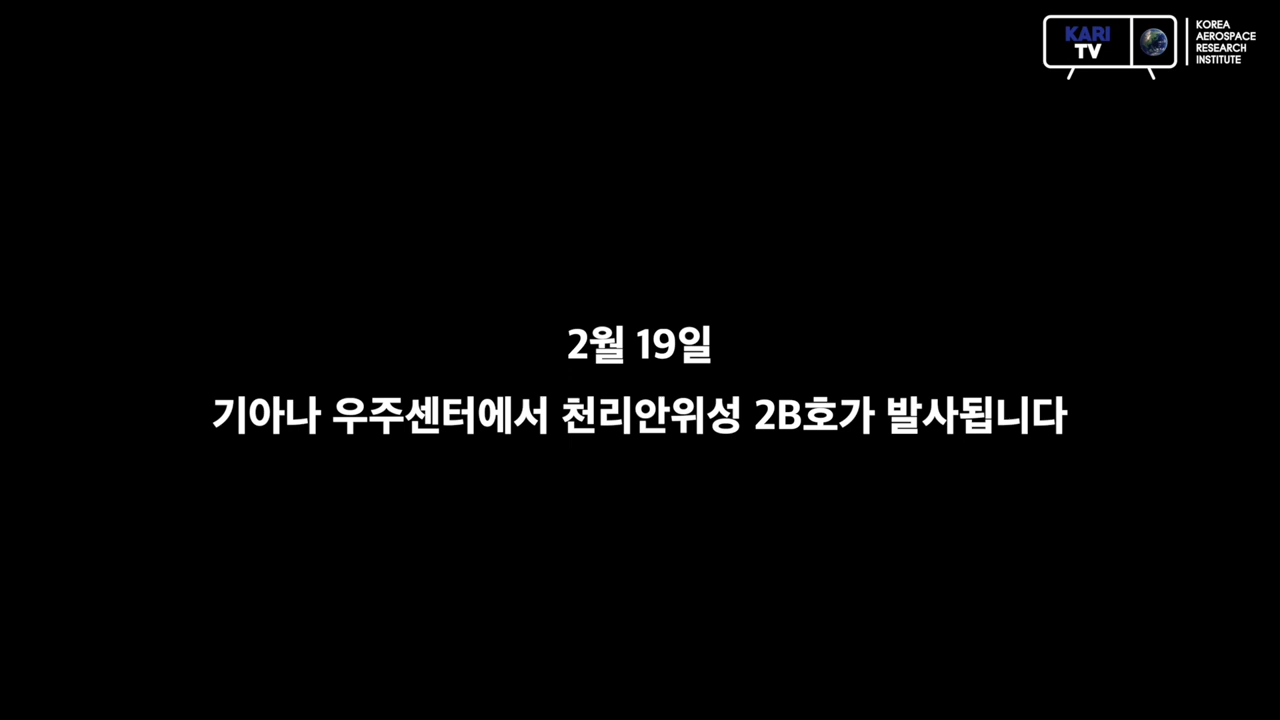 KARI
TV
KOREA
AEROSPACE
RESEARCH
INSTITUTE
2월 19일
기아나 우주센터에서 천리안위성 2B호가 발사됩니다